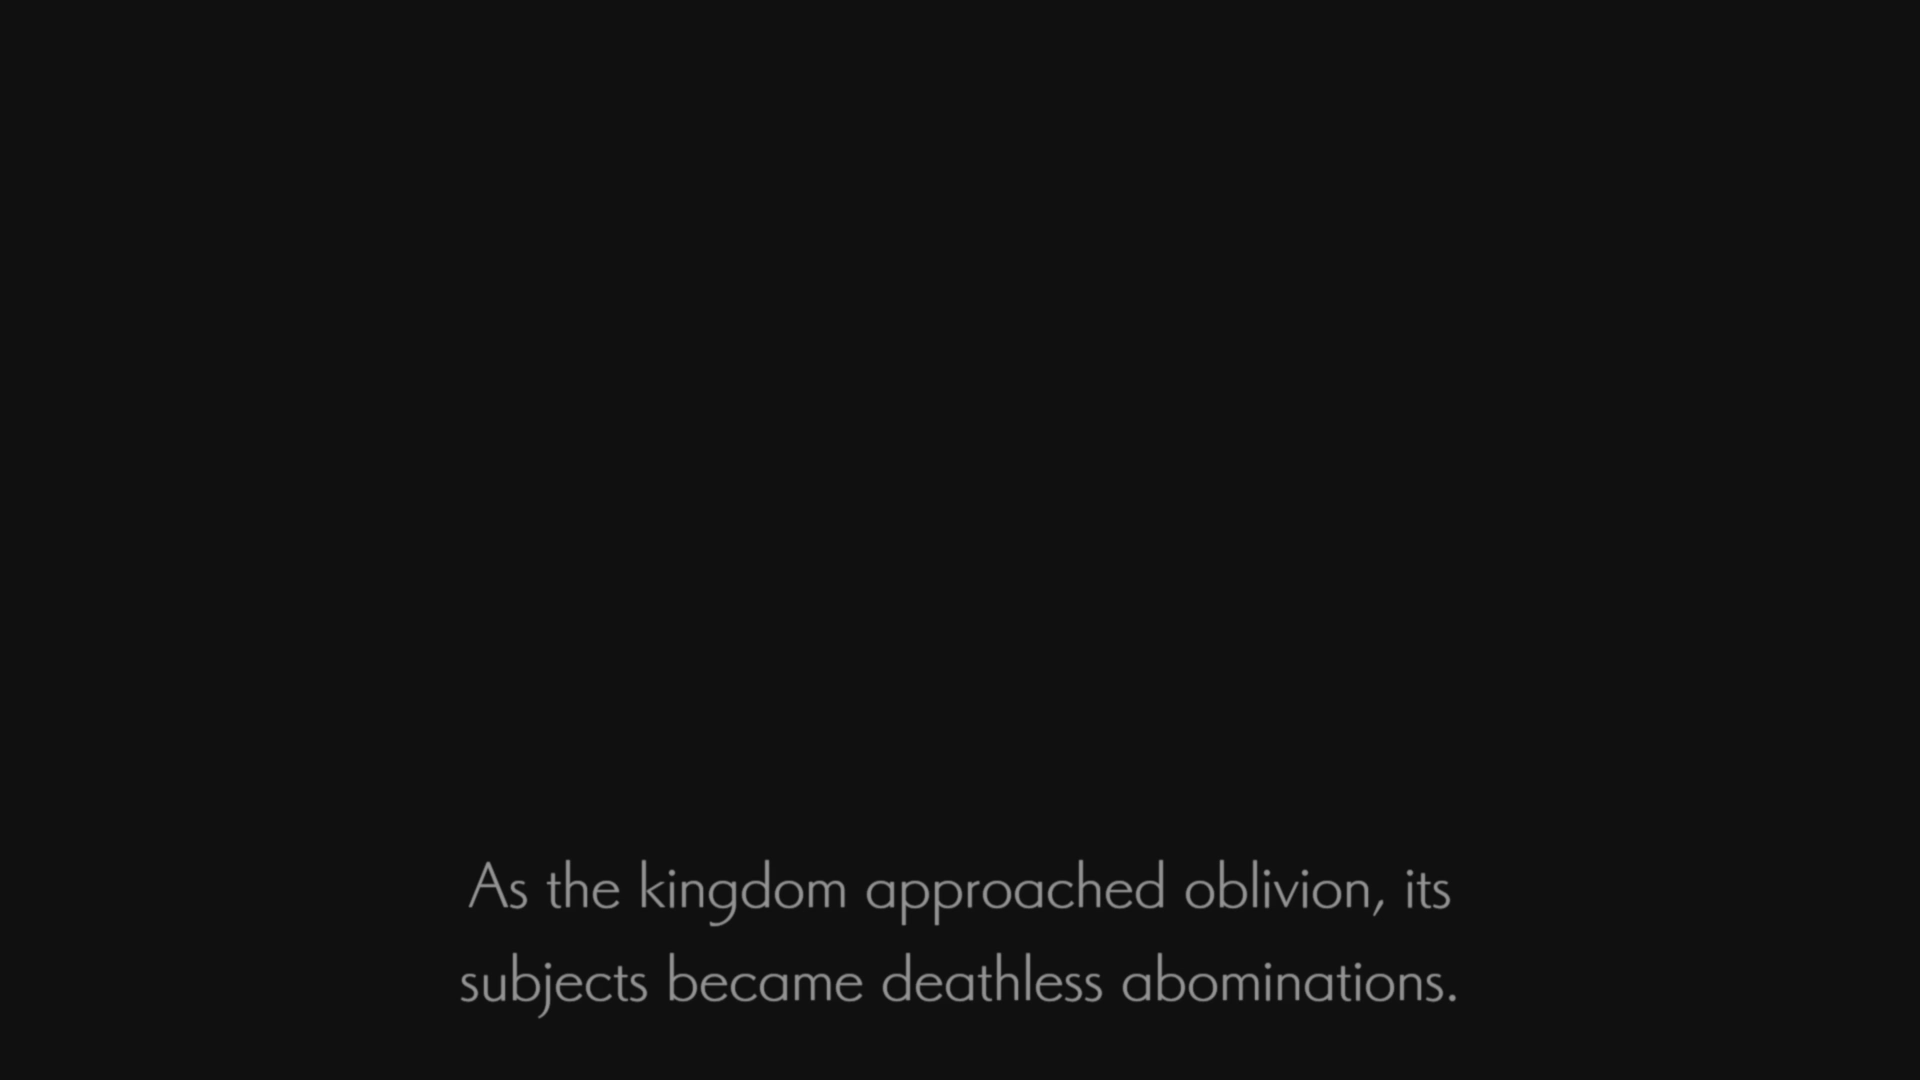 As the kingdom approached oblivion, its
subjects became deathless abominations.